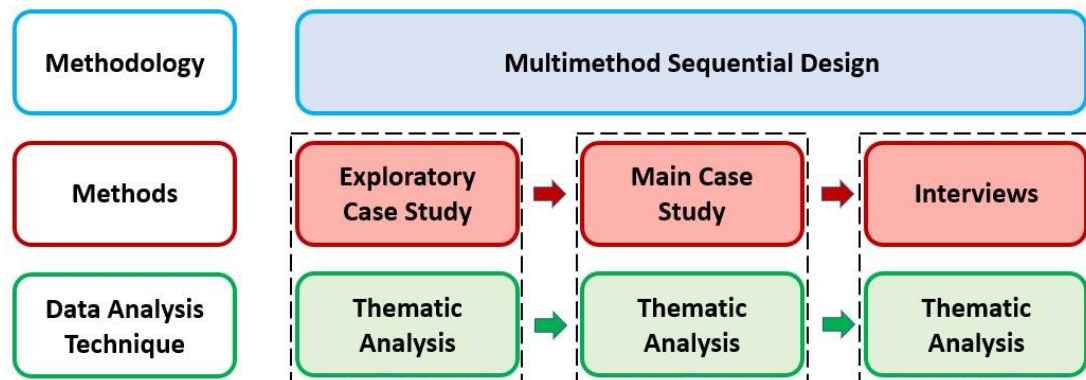 Methodology
Multimethod Sequential Design
Methods
Exploratory
Case Study
Main Case
Study
Interviews
Data Analysis
Technique
Thematic
Analysis
Thematic
Analysis
Thematic
Analysis